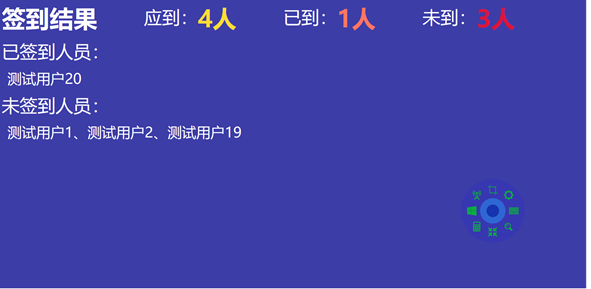 签到结果 应到：4人 已到：1人 未到：3人
已签到人员：
测试用户20
未签到人员：
测试用户1、测试用户2、测试用户19